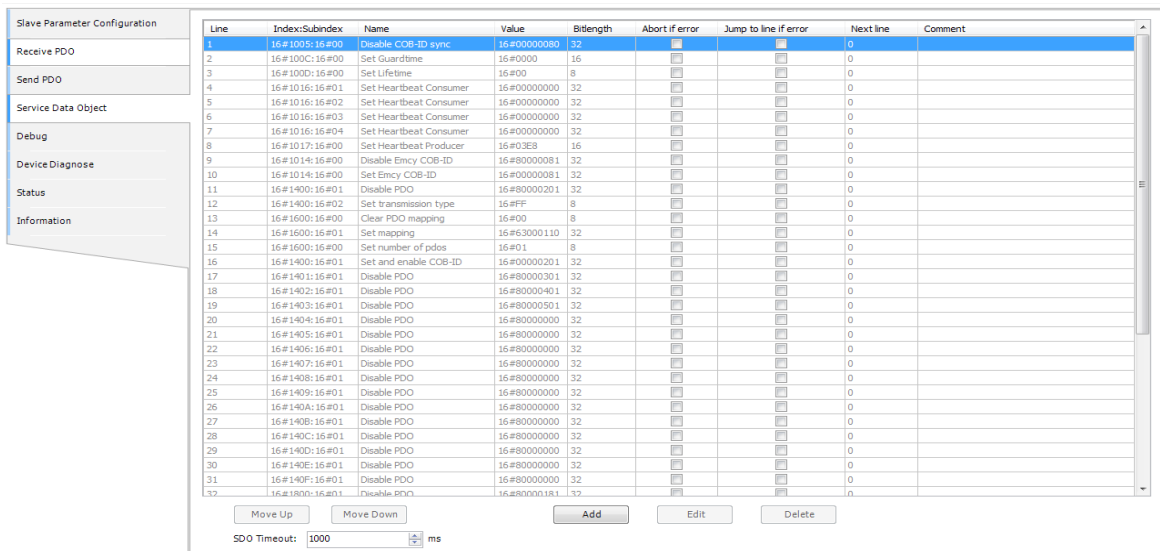 Slave Parameter Configuration
Receive PDO
Send PDO
Service Data Object
Debug
Device Diagnose
Status
Information
Line Index:Subindex Name Value Bitlength Abort if error Jump to line if error Next line Comment
1 16#1005:16#00 Disable COB-ID sync 16#00000080 32 0
2 16#100C:16#00 Set Guardtime 16#0000 16 0
3 16#100D:16#00 Set Lifetime 16#00 8 0
4 16#1016:16#01 Set Heartbeat Consumer 16#00000000 32 0
5 16#1016:16#02 Set Heartbeat Consumer 16#00000000 32 0
6 16#1016:16#03 Set Heartbeat Consumer 16#00000000 32 0
7 16#1016:16#04 Set Heartbeat Consumer 16#00000000 32 0
8 16#1017:16#00 Set Heartbeat Producer 16#03E8 16 0
9 16#1014:16#00 Disable Emcy COB-ID 16#80000081 32 0
10 16#1014:16#00 Set Emcy COB-ID 16#00000081 32 0
11 16#1400:16#01 Disable PDO 16#80000201 32 0
12 16#1400:16#02 Set transmission type 16#FF 8 0
13 16#1600:16#00 Clear PDO mapping 16#00 8 0
14 16#1600:16#01 Set mapping 16#63000110 32 0
15 16#1600:16#00 Set number of pdos 16#01 8 0
16 16#1400:16#01 Set and enable COB-ID 16#00000201 32 0
17 16#1401:16#01 Disable PDO 16#80000301 32 0
18 16#1402:16#01 Disable PDO 16#80000401 32 0
19 16#1403:16#01 Disable PDO 16#80000501 32 0
20 16#1404:16#01 Disable PDO 16#80000000 32 0
21 16#1405:16#01 Disable PDO 16#80000000 32 0
22 16#1406:16#01 Disable PDO 16#80000000 32 0
23 16#1407:16#01 Disable PDO 16#80000000 32 0
24 16#1408:16#01 Disable PDO 16#80000000 32 0
25 16#1409:16#01 Disable PDO 16#80000000 32 0
26 16#140A:16#01 Disable PDO 16#80000000 32 0
27 16#140B:16#01 Disable PDO 16#80000000 32 0
28 16#140C:16#01 Disable PDO 16#80000000 32 0
29 16#140D:16#01 Disable PDO 16#80000000 32 0
30 16#140E:16#01 Disable PDO 16#80000000 32 0
31 16#140F:16#01 Disable PDO 16#80000000 32 0
32 16#1800:16#01 Disable PDO 16#80000181 32 0
Move Up Move Down Add Edit Delete
SDO Timeout: 1000 ms